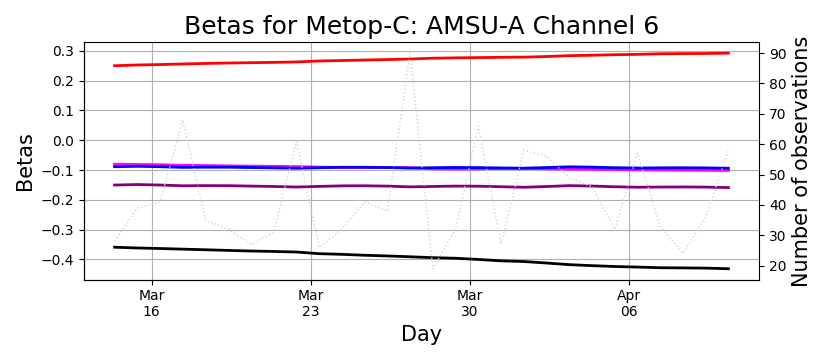 Betas for Metop-C: AMSU-A Channel 6
Betas
0.3
0.2
0.1
0.0
−0.1
−0.2
−0.3
−0.4
90
80
70
60
50
40
30
20
Number of observations
Mar
16
Mar
23
Mar
30
Apr
06
Day